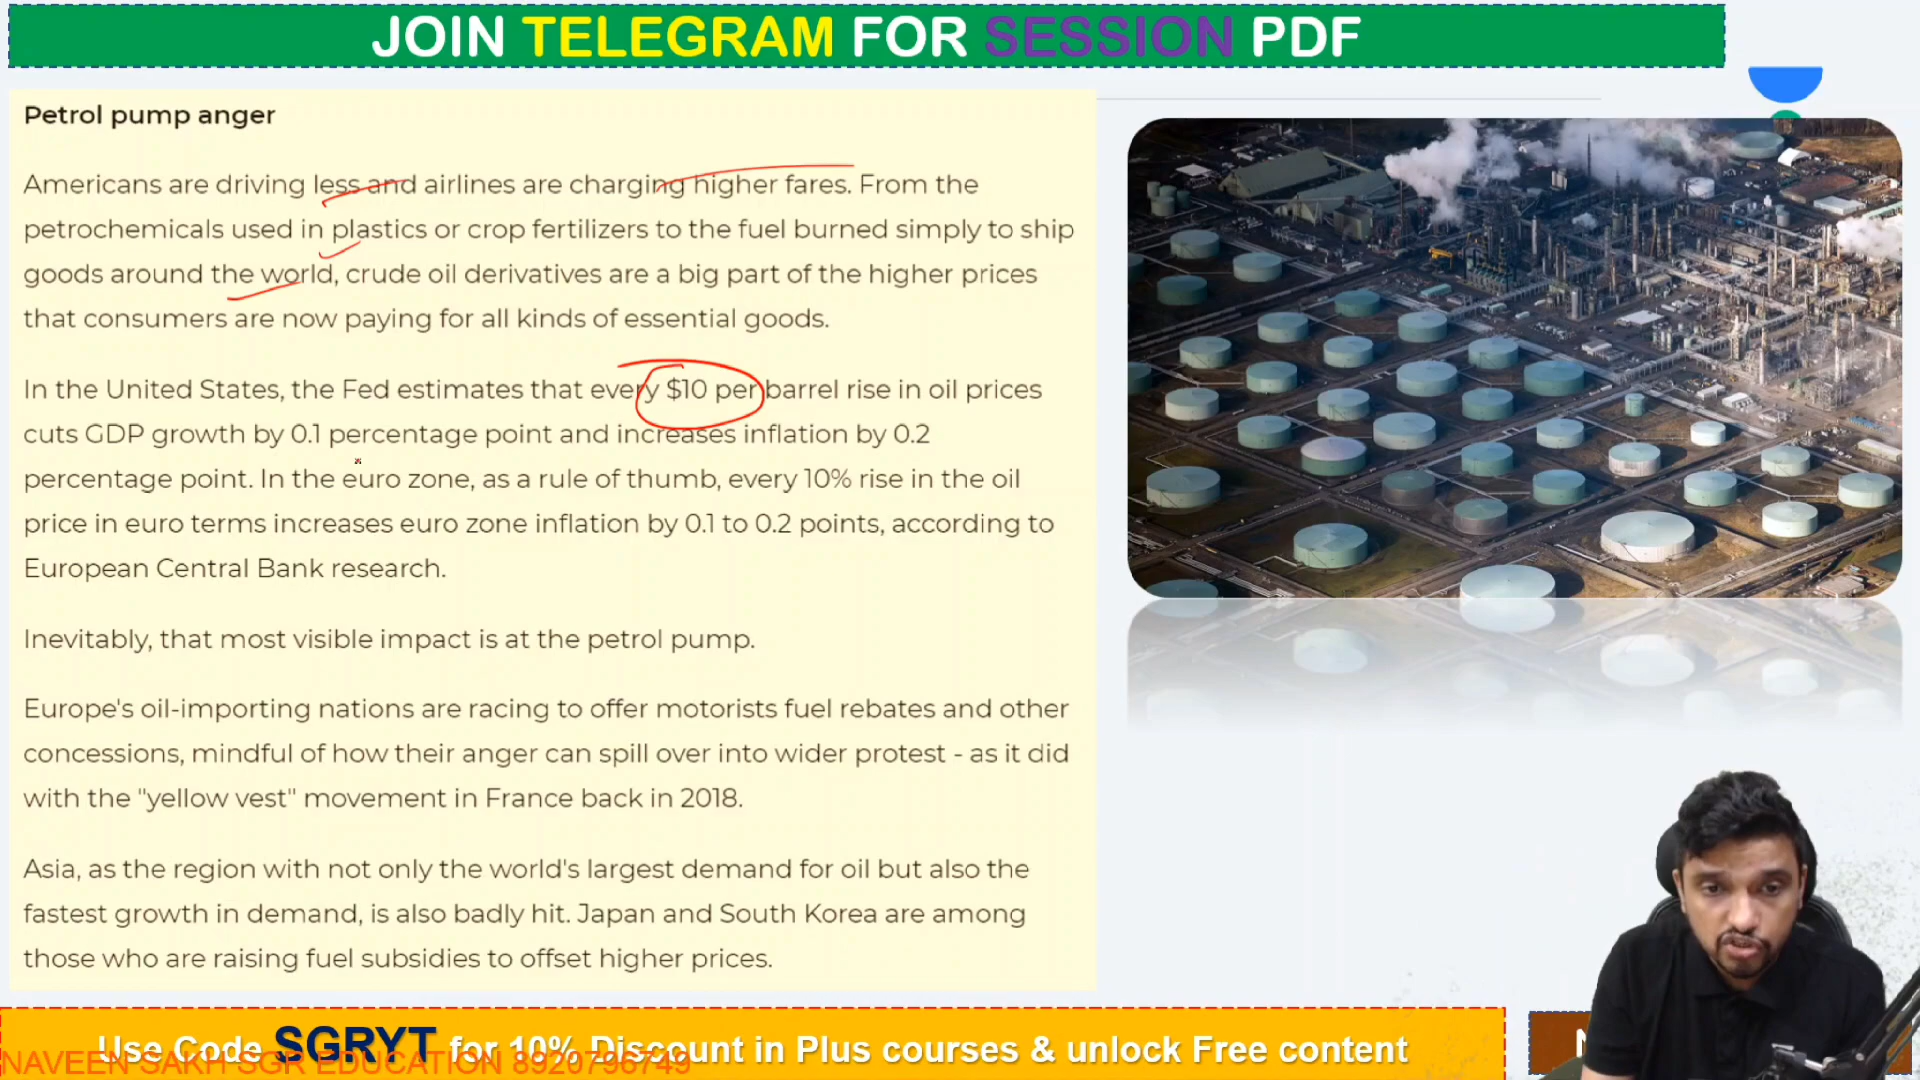 JOIN TELEGRAM FOR SESSION PDF
Petrol pump anger
Americans are driving less and airlines are charging higher fares. From the
petrochemicals used in plastics or crop fertilizers to the fuel burned simply to ship
goods around the world, crude oil derivatives are a big part of the higher prices
that consumers are now paying for all kinds of essential goods.
In the United States, the Fed estimates that every $10 per barrel rise in oil prices
cuts GDP growth by 0.1 percentage point and increases inflation by 0.2
percentage point. In the euro zone, as a rule of thumb, every 10% rise in the oil
price in euro terms increases euro zone inflation by 0.1 to 0.2 points, according to
European Central Bank research.
Inevitably, that most visible impact is at the petrol pump.
Europe's oil-importing nations are racing to offer motorists fuel rebates and other
concessions, mindful of how their anger can spill over into wider protest - as it did
with the "yellow vest" movement in France back in 2018.
Asia, as the region with not only the world's largest demand for oil but also the
fastest growth in demand, is also badly hit. Japan and South Korea are among
those who are raising fuel subsidies to offset higher prices.
Use Code SGRYT for 10% Discount in Plus courses & unlock Free content
NAVEEN SAKH SGR EDUCATION 8920796749